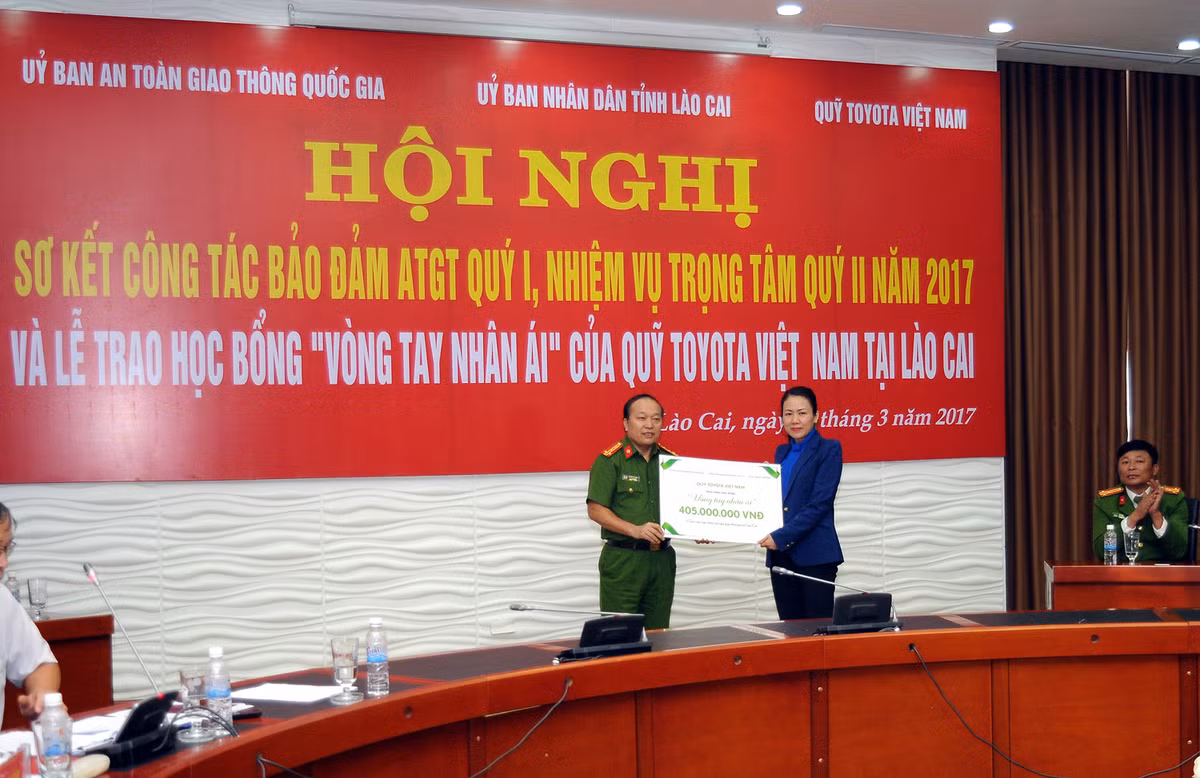 UỶ BAN AN TOÀN GIAO THÔNG QUỐC GIA
UỶ BAN NHÂN DÂN TỈNH LÀO CAI
QUỸ TOYOTA VIỆT NAM
HỘI NGHỊ
SƠ KẾT CÔNG TÁC BẢO ĐẢM ATGT QUÝ I, NHIỆM VỤ TRỌNG TÂM QUÝ II NĂM 2017
VÀ LỄ TRAO HỌC BỔNG "VÒNG TAY NHÂN ÁI" CỦA QUỸ TOYOTA VIỆT NAM TẠI LÀO CAI
Lào Cai, ngày tháng 3 năm 2017
QUỸ TOYOTA VIỆT NAM
"Vòng tay nhân ái"
405.000.000 VNĐ